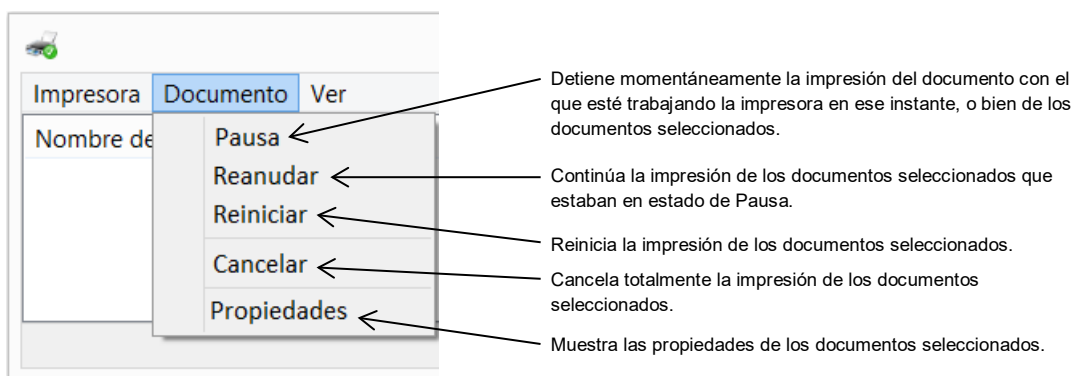 Impresora Documento Ver
Nombre de
Pausa
Reanudar
Reiniciar
Cancelar
Propiedades
Detiene momentáneamente la impresión del documento con el
que esté trabajando la impresora en ese instante, o bien de los
documentos seleccionados.
Continúa la impresión de los documentos seleccionados que
estaban en estado de Pausa.
Reinicia la impresión de los documentos seleccionados.
Cancela totalmente la impresión de los documentos
seleccionados.
Muestra las propiedades de los documentos seleccionados.